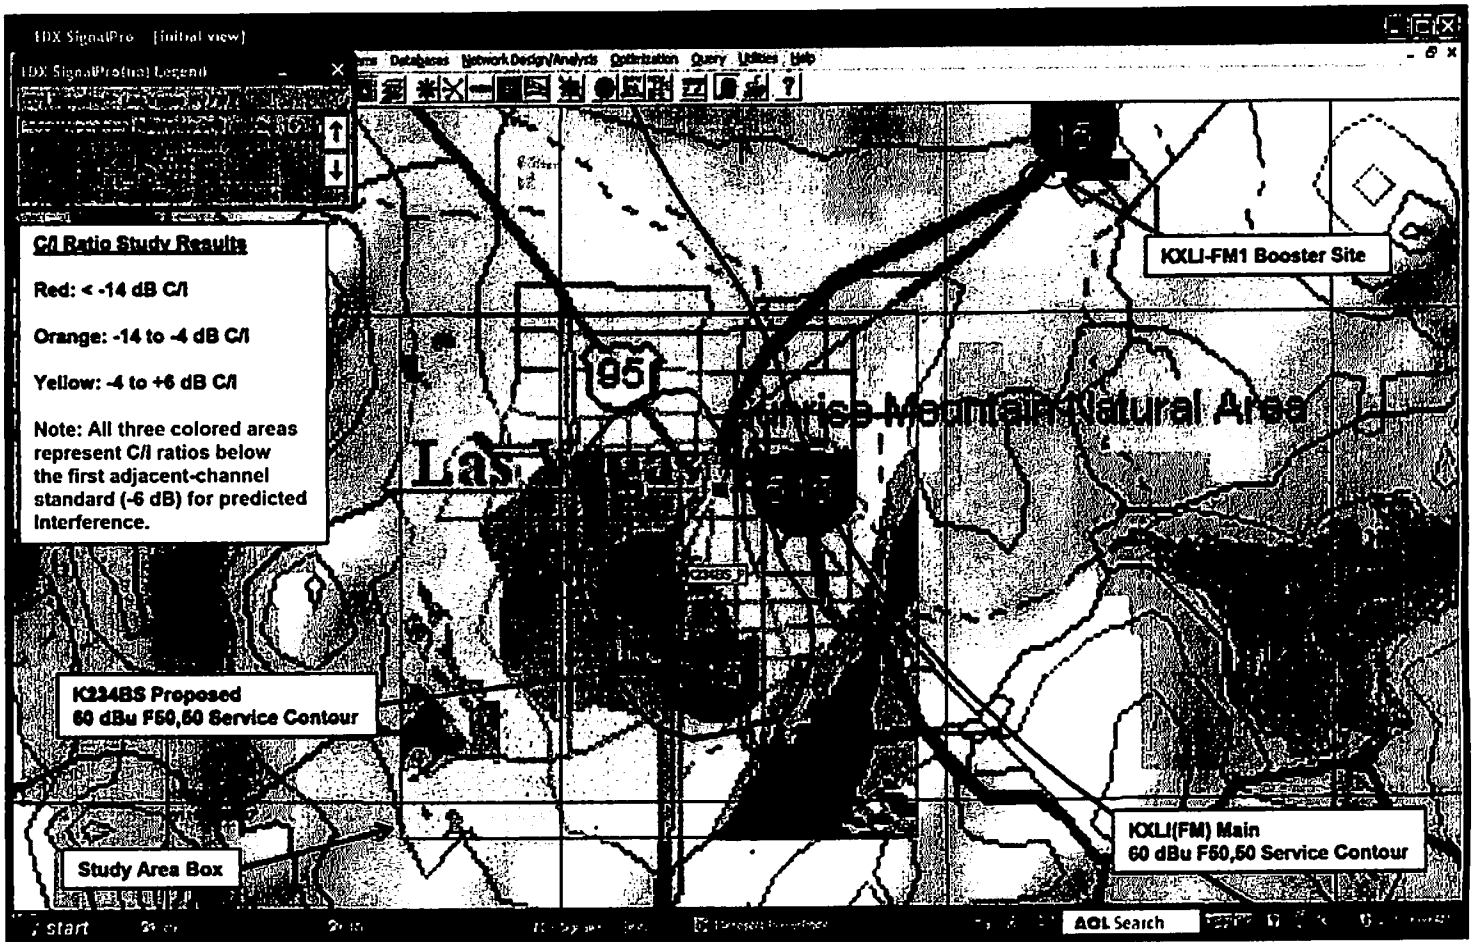 EDX SignalPro - [initial view]
EDX SignalPro(tm) Legend
Databases Network Design/Analysis Optimization Query Utilities Help
C/I Ratio Study Results
Red: < -14 dB C/I
Orange: -14 to -4 dB C/I
Yellow: -4 to +6 dB C/I
Note: All three colored areas
represent C/I ratios below
the first adjacent-channel
standard (-6 dB) for predicted
Interference.
15
KXLI-FM1 Booster Site
95
Sunrise Mountain Natural Area
Las Vegas
515
K234BS
K234BS Proposed
60 dBu F50,50 Service Contour
KXLI(FM) Main
60 dBu F50,50 Service Contour
Study Area Box
start
AOL Search